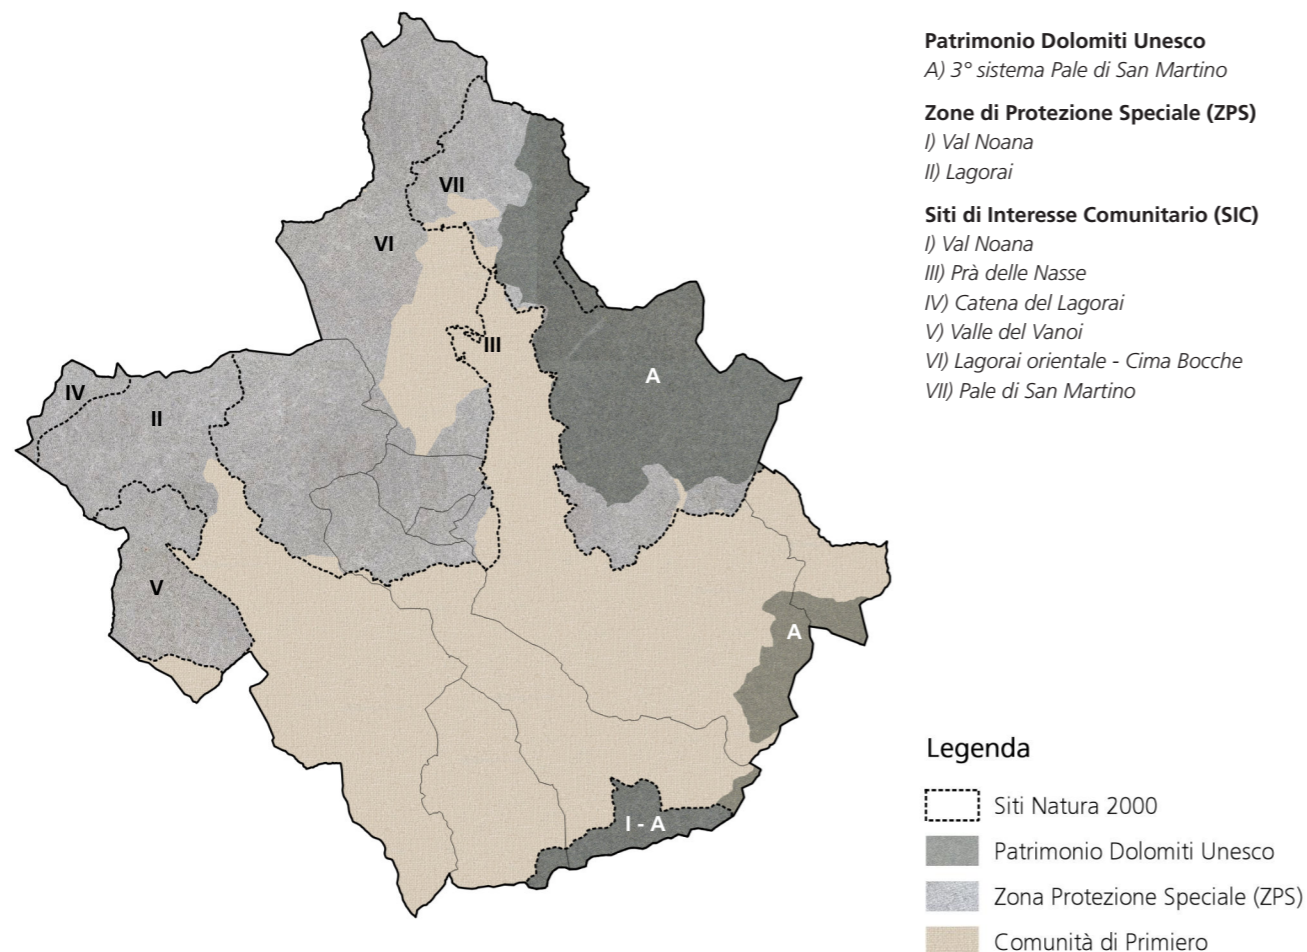 Patrimonio Dolomiti Unesco
A) 3° sistema Pale di San Martino
Zone di Protezione Speciale (ZPS)
I) Val Noana
II) Lagorai
Siti di Interesse Comunitario (SIC)
I) Val Noana
III) Prà delle Nasse
IV) Catena del Lagorai
V) Valle del Vanoi
VI) Lagorai orientale - Cima Bocche
VII) Pale di San Martino
VII
VI
III
A
IV
II
V
A
I - A
Legenda
Siti Natura 2000
Patrimonio Dolomiti Unesco
Zona Protezione Speciale (ZPS)
Comunità di Primiero